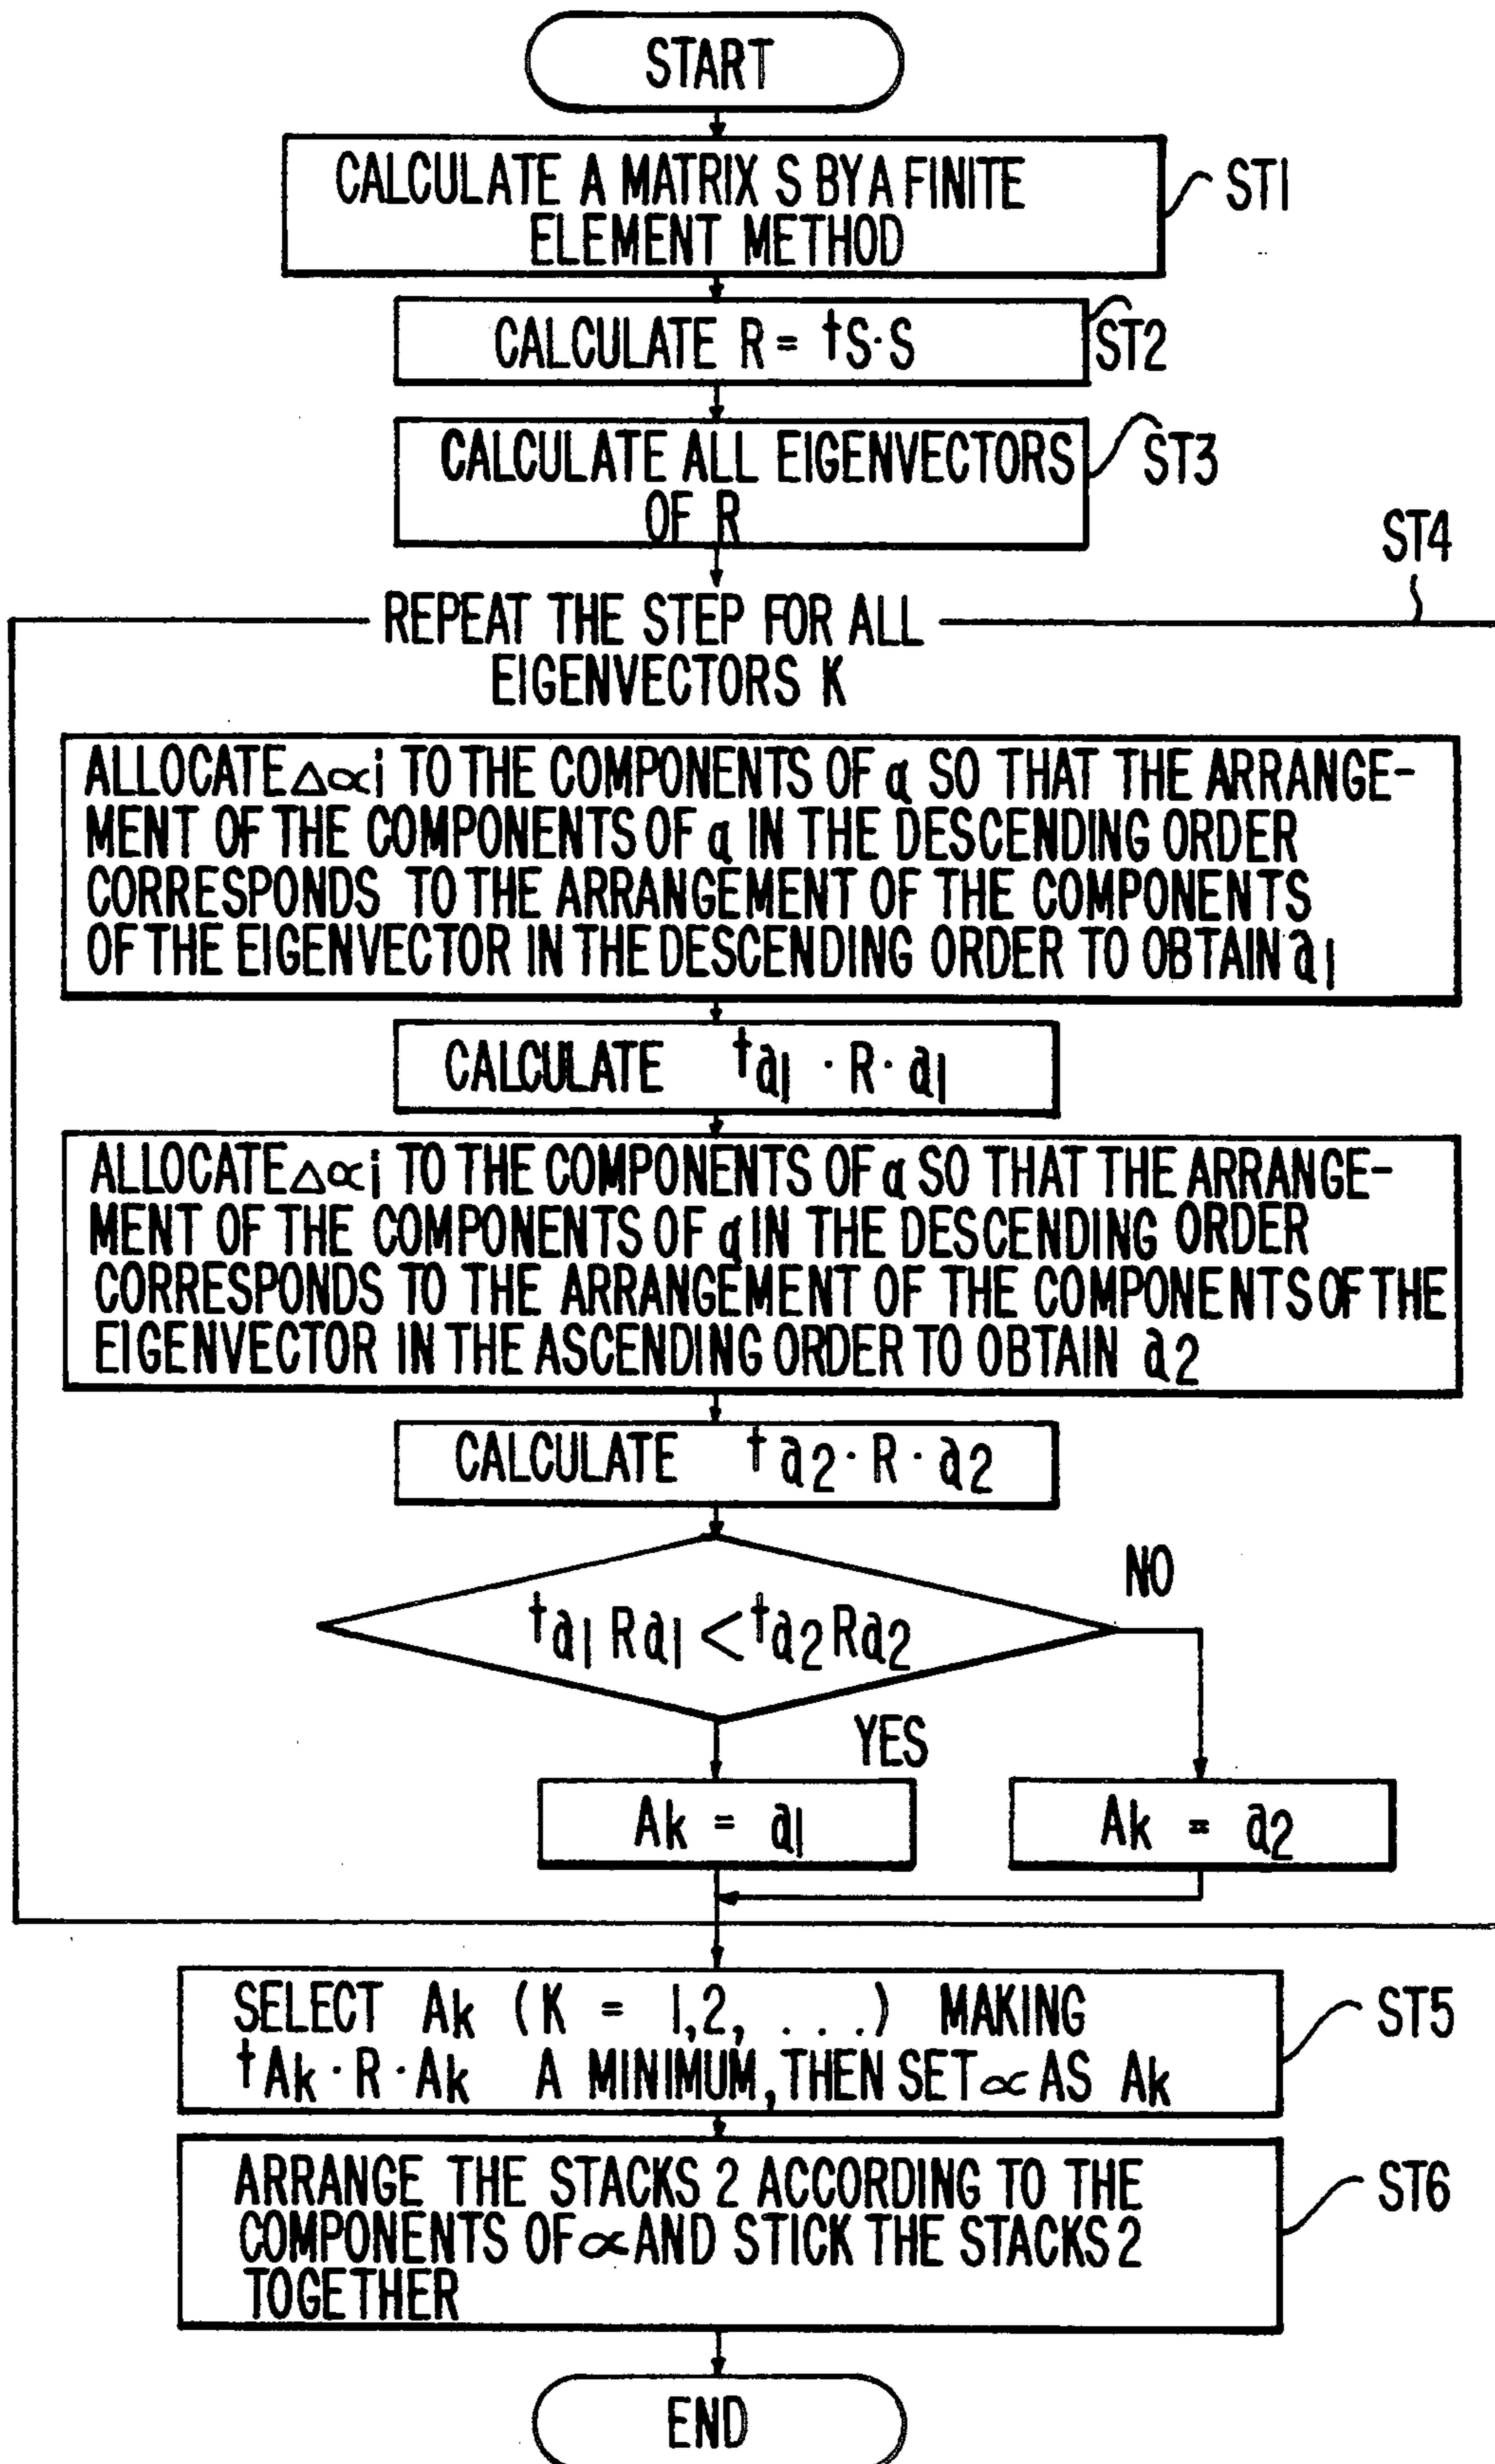 START
CALCULATE A MATRIX S BY A FINITE
ELEMENT METHOD
ST1
CALCULATE R = tS·S
ST2
CALCULATE ALL EIGENVECTORS
OF R
ST3
ST4
REPEAT THE STEP FOR ALL
EIGENVECTORS K
ALLOCATE △∝i TO THE COMPONENTS OF a SO THAT THE ARRANGE-
MENT OF THE COMPONENTS OF a IN THE DESCENDING ORDER
CORRESPONDS TO THE ARRANGEMENT OF THE COMPONENTS
OF THE EIGENVECTOR IN THE DESCENDING ORDER TO OBTAIN a1
CALCULATE ta1 · R · a1
ALLOCATE △∝i TO THE COMPONENTS OF a SO THAT THE ARRANGE-
MENT OF THE COMPONENTS OF a IN THE DESCENDING ORDER
CORRESPONDS TO THE ARRANGEMENT OF THE COMPONENTS OF THE
EIGENVECTOR IN THE ASCENDING ORDER TO OBTAIN a2
CALCULATE ta2 · R · a2
NO
ta1 Ra1 < ta2Ra2
YES
Ak = a1
Ak = a2
SELECT Ak (K = 1,2, ...) MAKING
tAk · R · Ak A MINIMUM, THEN SET ∝ AS Ak
ST5
ARRANGE THE STACKS 2 ACCORDING TO THE
COMPONENTS OF ∝ AND STICK THE STACKS 2
TOGETHER
ST6
END